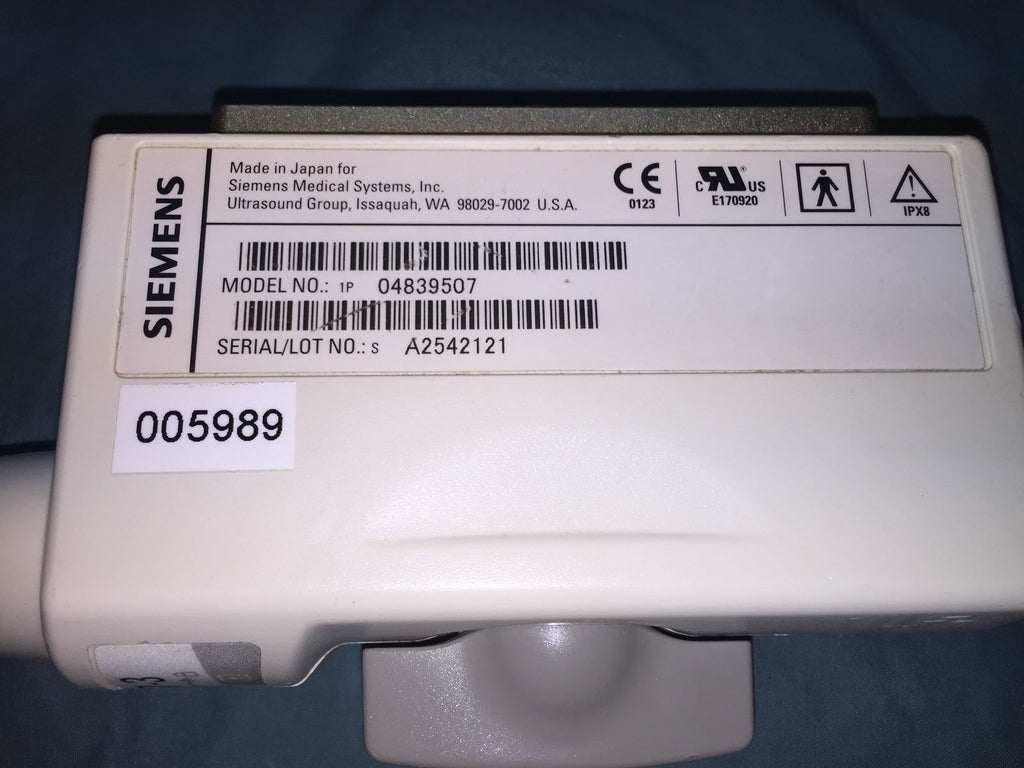 SIEMENS
Made in Japan for
Siemens Medical Systems, Inc.
Ultrasound Group, Issaquah, WA 98029-7002 U.S.A.
CE
0123
c RU® US
E170920
IPX8
MODEL NO.: 1P 04839507
SERIAL/LOT NO.: S A2542121
005989